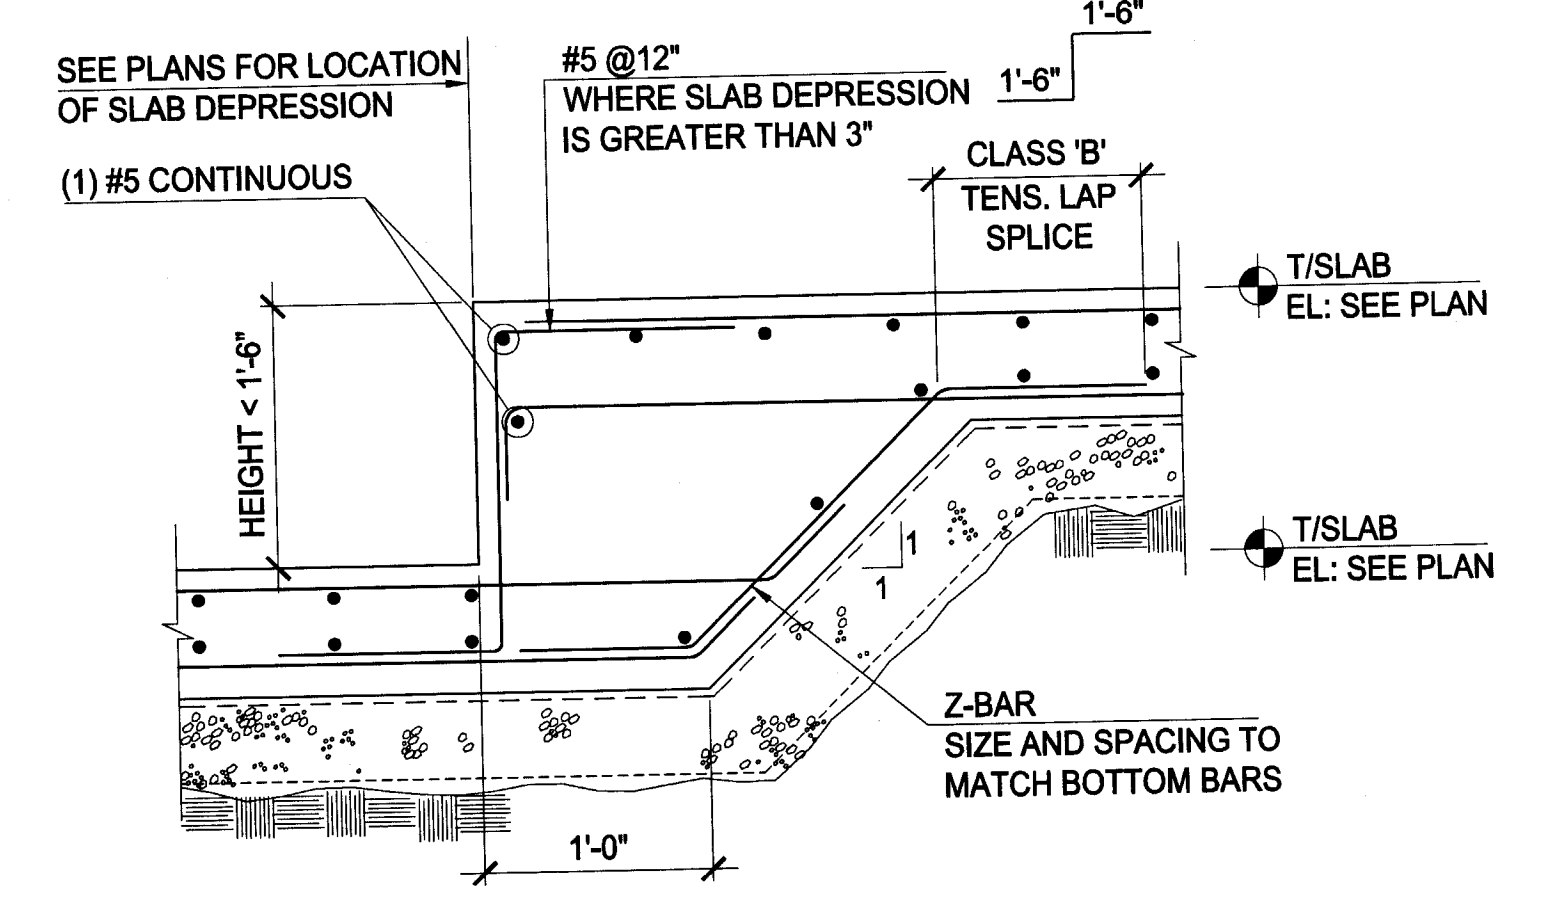 1'-6"
SEE PLANS FOR LOCATION
OF SLAB DEPRESSION
#5 @12"
WHERE SLAB DEPRESSION
IS GREATER THAN 3"
1'-6"
(1) #5 CONTINUOUS
CLASS 'B'
TENS. LAP
SPLICE
T/SLAB
EL: SEE PLAN
HEIGHT < 1'-6"
T/SLAB
EL: SEE PLAN
1
1
Z-BAR
SIZE AND SPACING TO
MATCH BOTTOM BARS
1'-0"